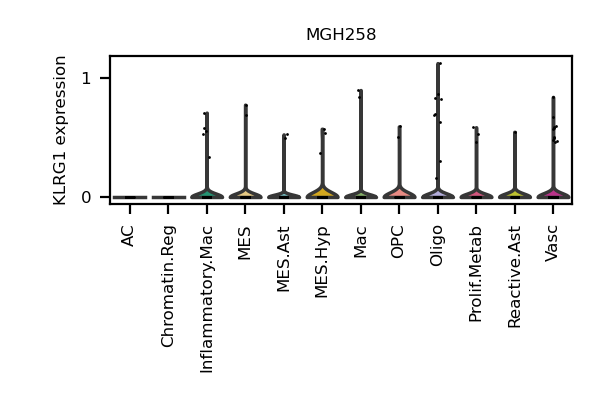 MGH258
KLRG1 expression
1
0
AC
Chromatin.Reg
Inflammatory.Mac
MES
MES.Ast
MES.Hyp
Mac
OPC
Oligo
Prolif.Metab
Reactive.Ast
Vasc